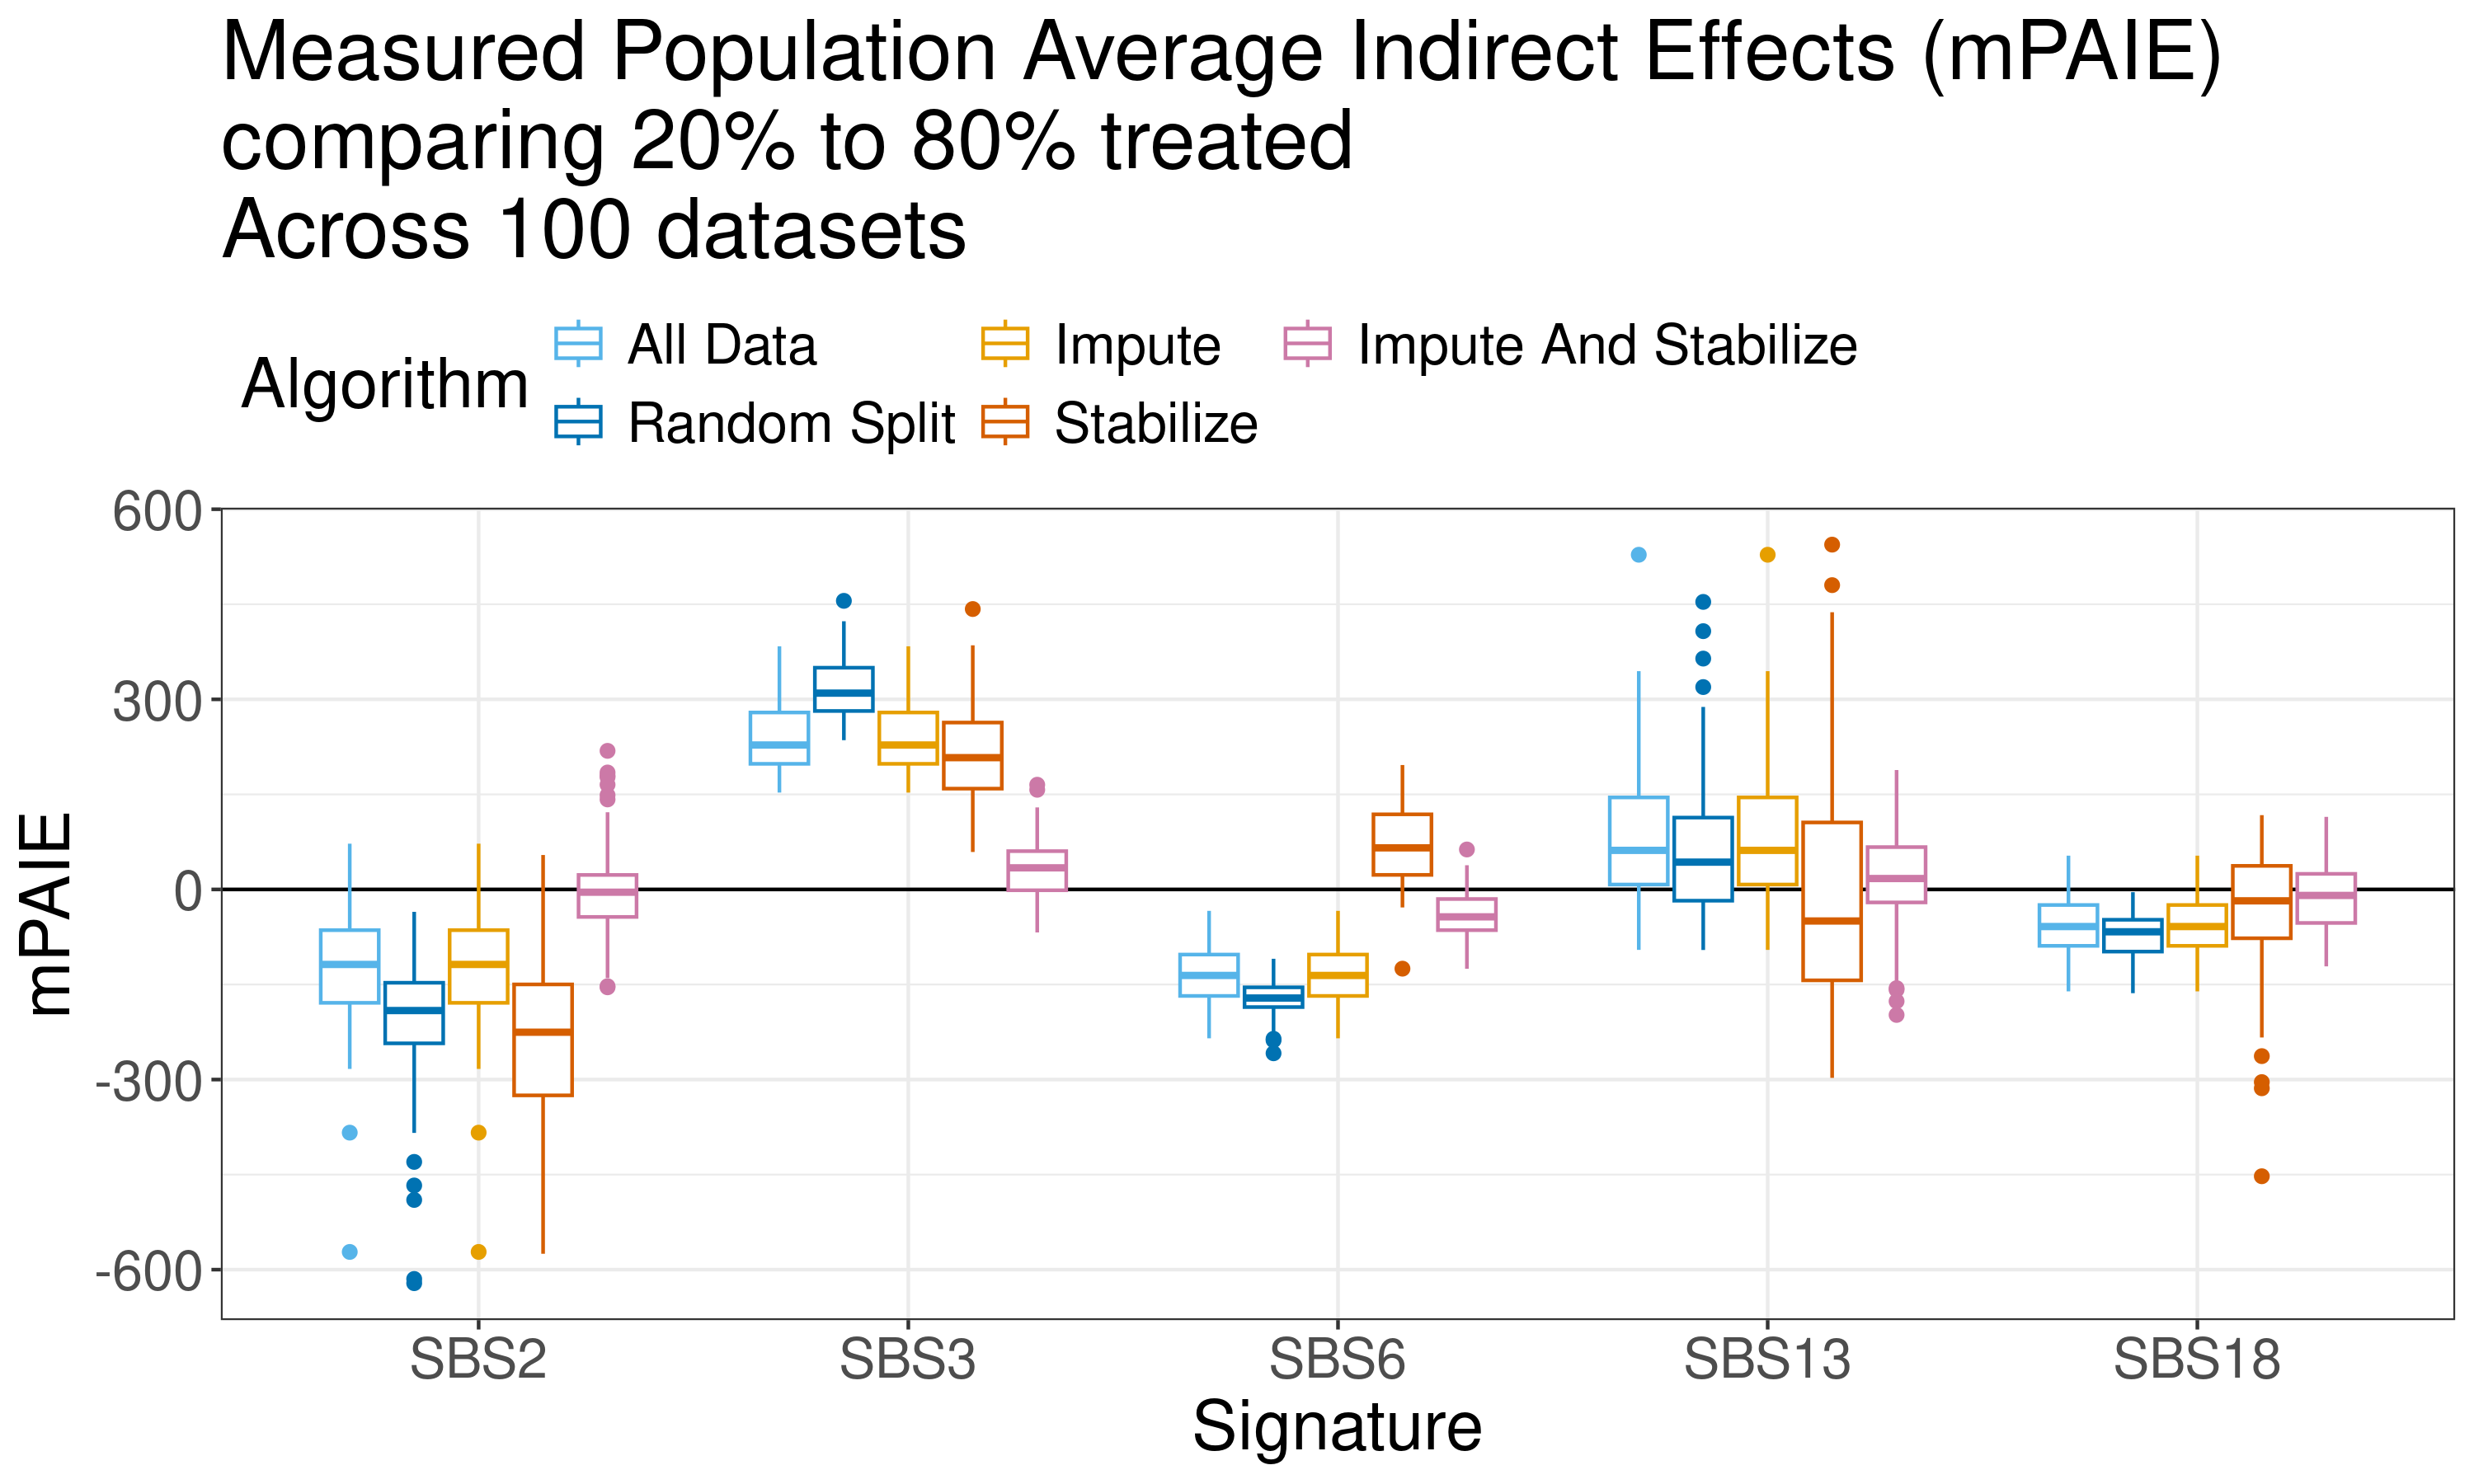 Measured Population Average Indirect Effects (mPAIE)
comparing 20% to 80% treated
Across 100 datasets
Algorithm
All Data
Impute
Impute And Stabilize
Random Split
Stabilize
mPAIE
600
300
0
-300
-600
SBS2
SBS3
SBS6
SBS13
SBS18
Signature